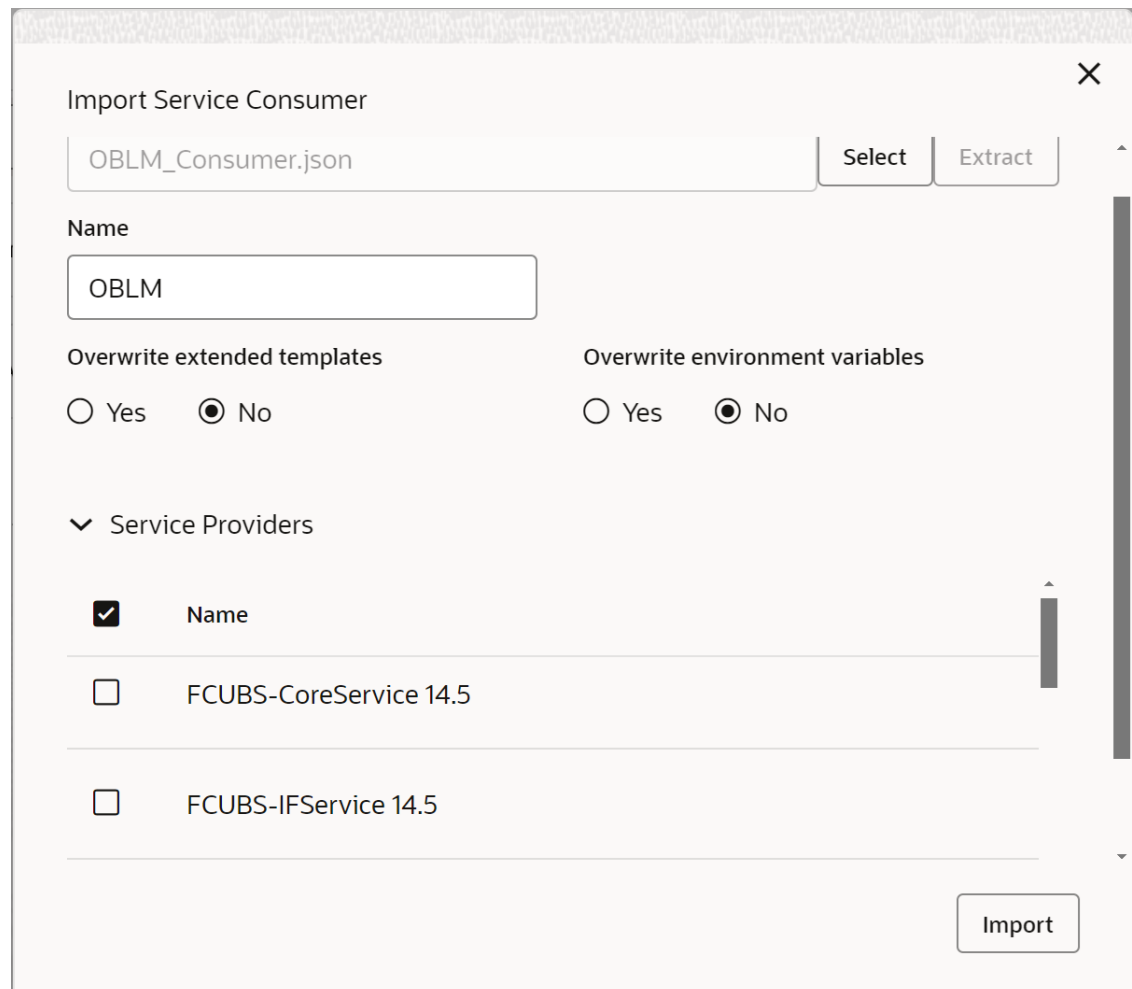 Import Service Consumer
OBLM_Consumer.json Select Extract
Name
OBLM
Overwrite extended templates Overwrite environment variables
Yes No Yes No
Service Providers
Name
FCUBS-CoreService 14.5
FCUBS-IFService 14.5
Import